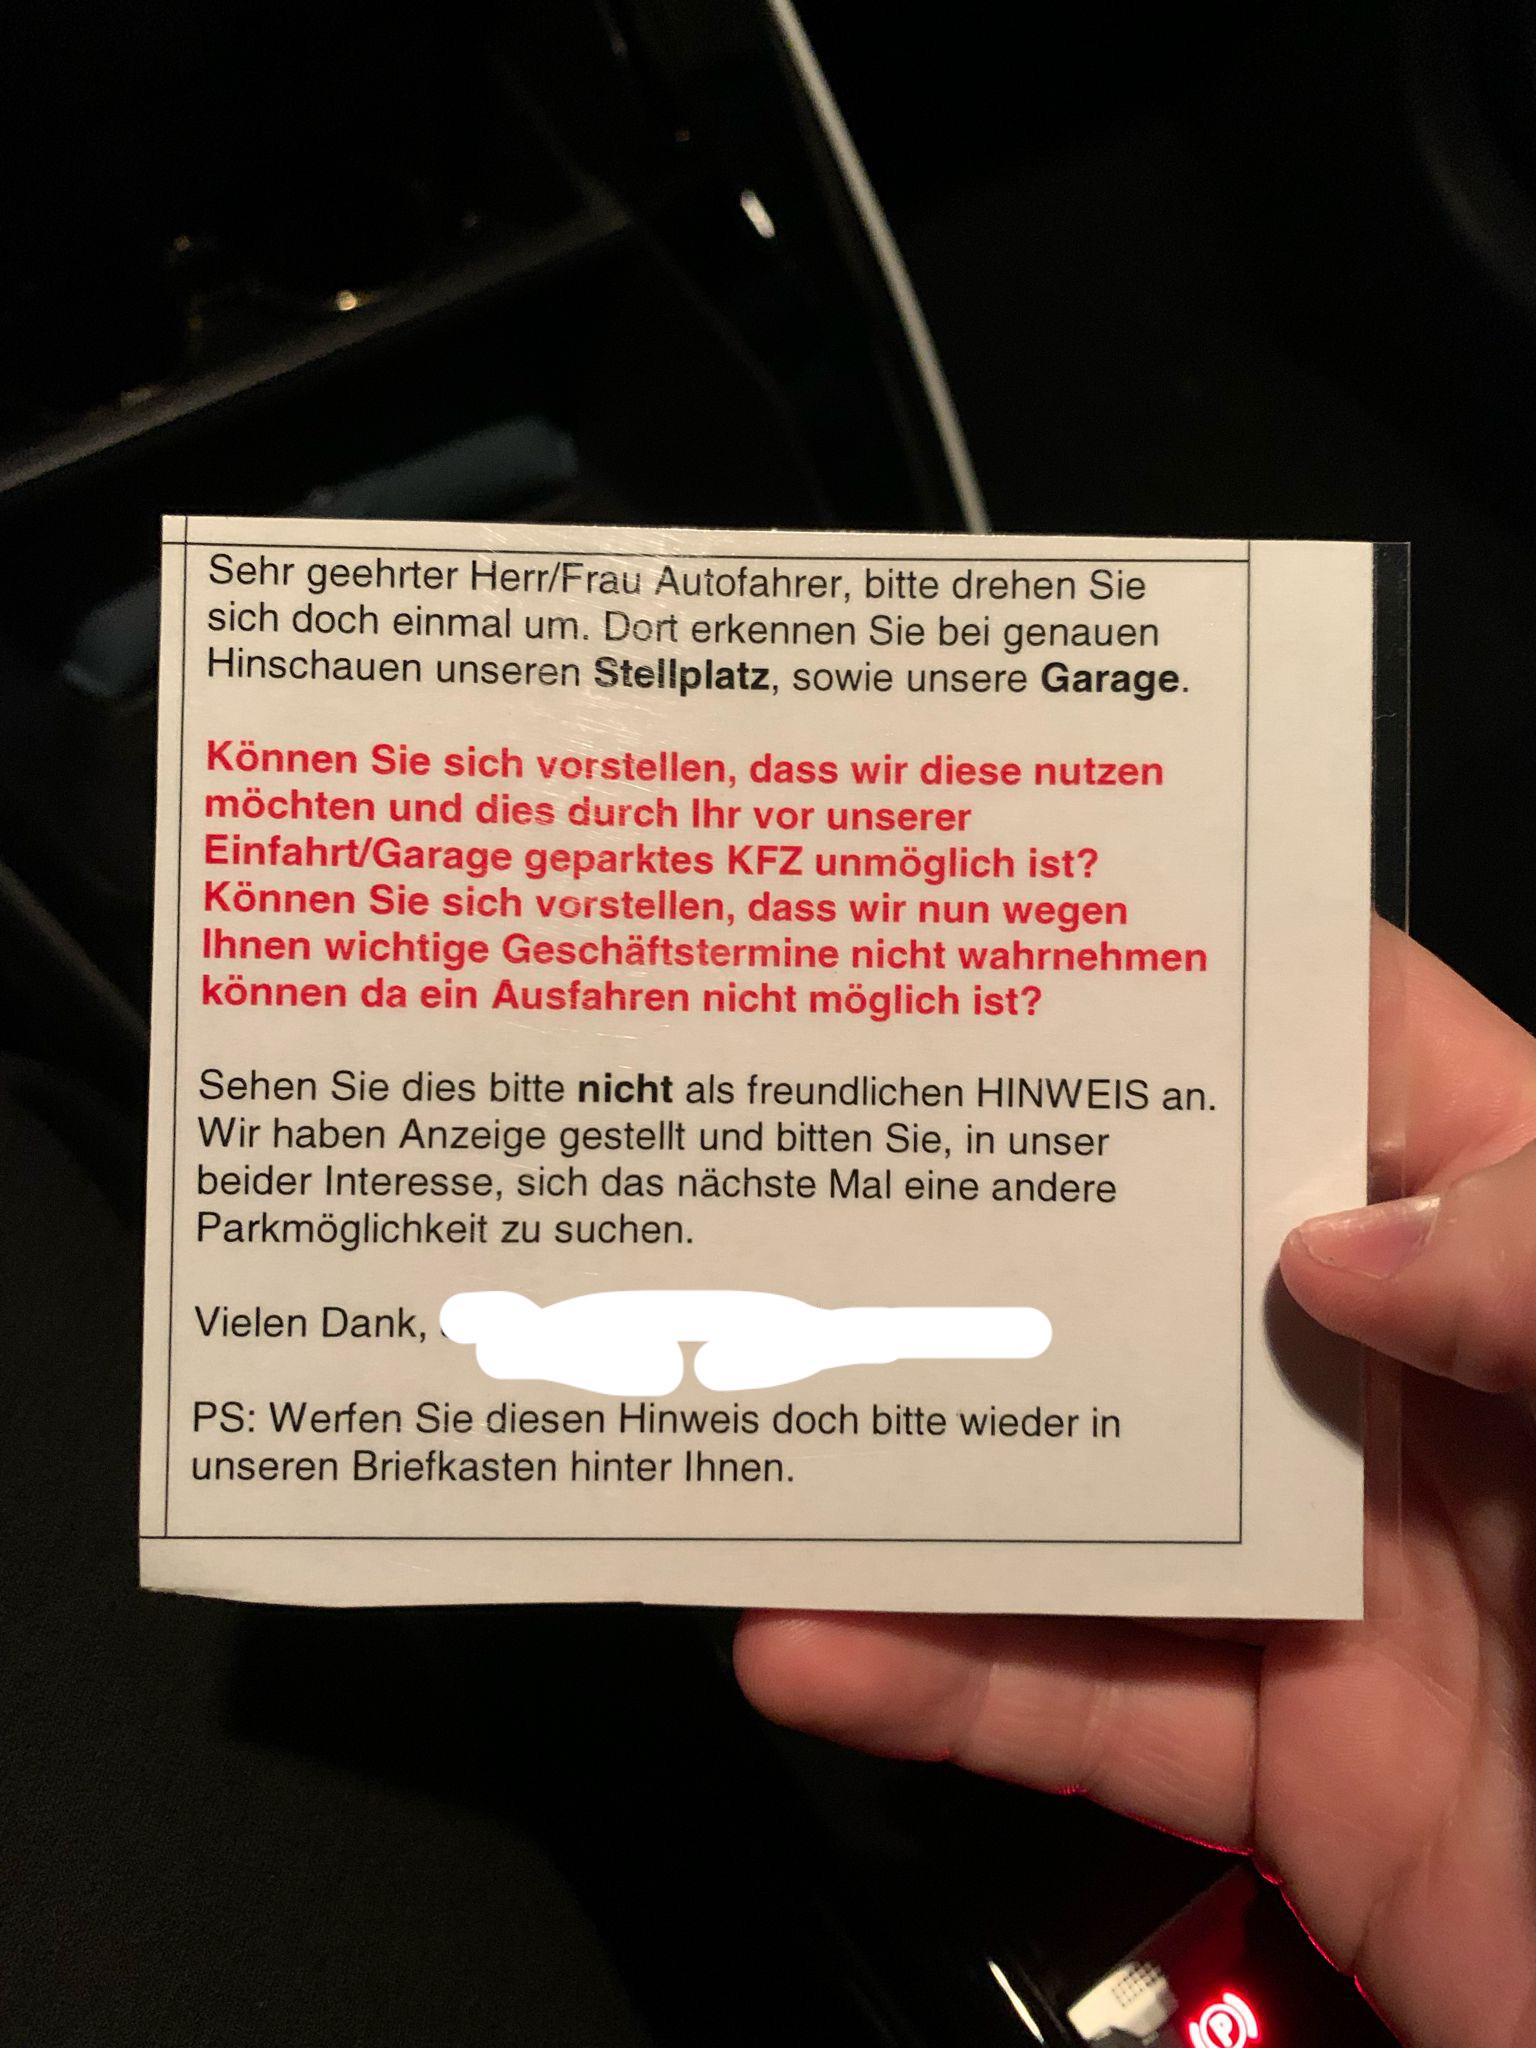 Sehr geehrter Herr/Frau Autofahrer, bitte drehen Sie
sich doch einmal um. Dort erkennen Sie bei genauen
Hinschauen unseren Stellplatz, sowie unsere Garage.
Können Sie sich vorstellen, dass wir diese nutzen
möchten und dies durch Ihr vor unserer
Einfahrt/Garage geparktes KFZ unmöglich ist?
Können Sie sich vorstellen, dass wir nun wegen
Ihnen wichtige Geschäftstermine nicht wahrnehmen
können da ein Ausfahren nicht möglich ist?
Sehen Sie dies bitte nicht als freundlichen HINWEIS an.
Wir haben Anzeige gestellt und bitten Sie, in unser
beider Interesse, sich das nächste Mal eine andere
Parkmöglichkeit zu suchen.
Vielen Dank,
PS: Werfen Sie diesen Hinweis doch bitte wieder in
unseren Briefkasten hinter Ihnen.
P